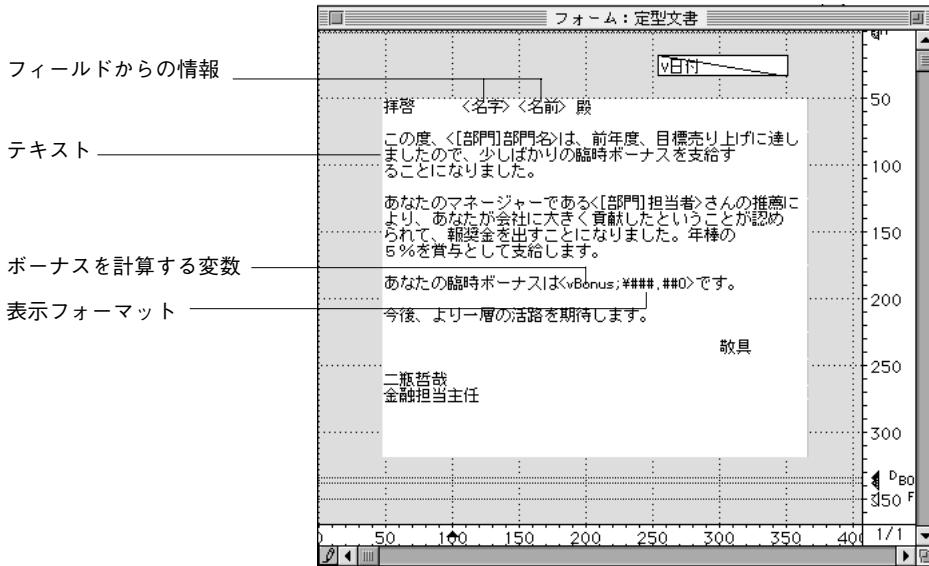 フォーム：定型文書
v日付
フィールドからの情報
拝啓 <名字> <名前> 殿
テキスト
この度、<[部門]部門名>は、前年度、目標売り上げに達し
ましたので、少しばかりの臨時ボーナスを支給す
ることになりました。
あなたのマネージャーである<[部門]担当者>さんの推薦に
より、あなたが会社に大きく貢献したということが認め
られて、報奨金を出すことになりました。年棒の
５％を賞与として支給します。
ボーナスを計算する変数
あなたの臨時ボーナスは<vBonus;¥###,##0>です。
表示フォーマット
今後、より一層の活路を期待します。
敬具
二瓶哲哉
金融担当主任
50
100
150
200
250
300
350
D
BO
F
0 50 100 150 200 250 300 350 400
1/1